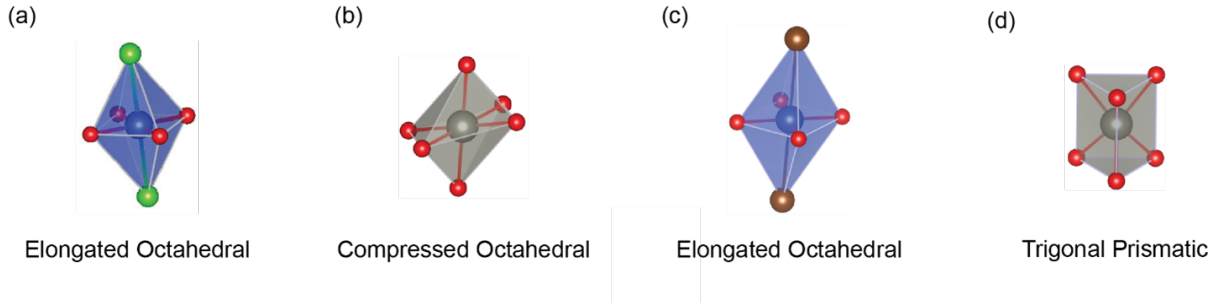 (a)
(b)
(c)
(d)
Elongated Octahedral
Compressed Octahedral
Elongated Octahedral
Trigonal Prismatic